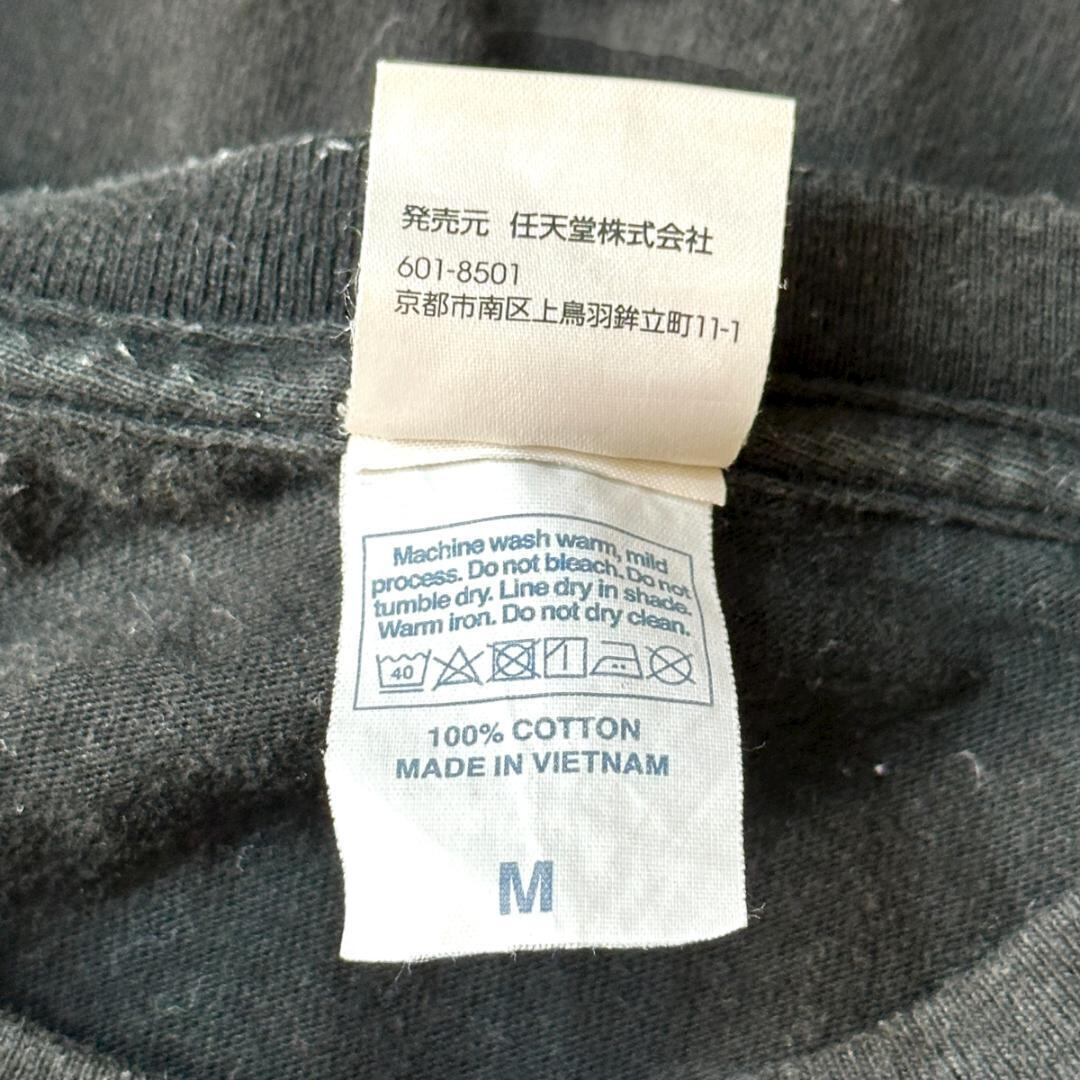 発売元 任天堂株式会社
601-8501
京都市南区上鳥羽鉾立町11-1
Machine wash warm, mild
process. Do not bleach. Do not
tumble dry. Line dry in shade.
Warm iron. Do not dry clean.
40
100% COTTON
MADE IN VIETNAM
M